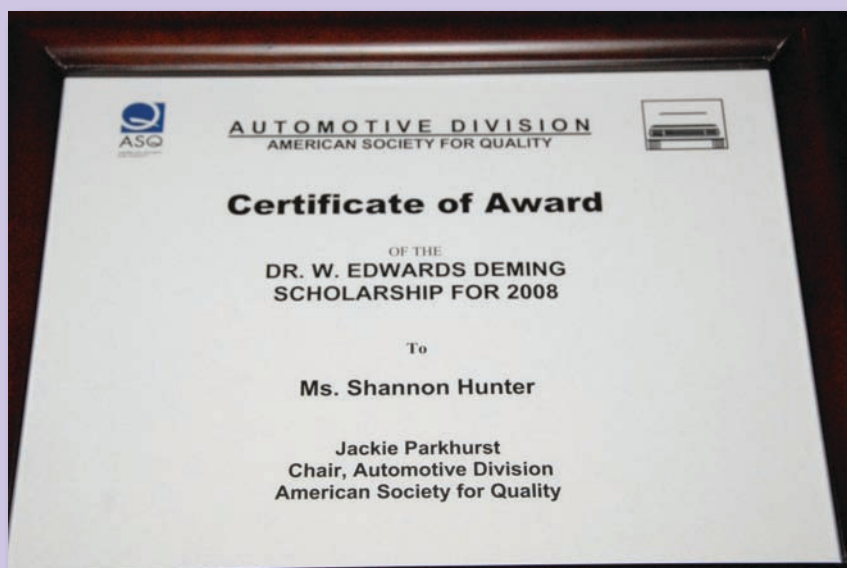 ASQ
AUTOMOTIVE DIVISION
AMERICAN SOCIETY FOR QUALITY
Certificate of Award
OF THE
DR. W. EDWARDS DEMING
SCHOLARSHIP FOR 2008
To
Ms. Shannon Hunter
Jackie Parkhurst
Chair, Automotive Division
American Society for Quality